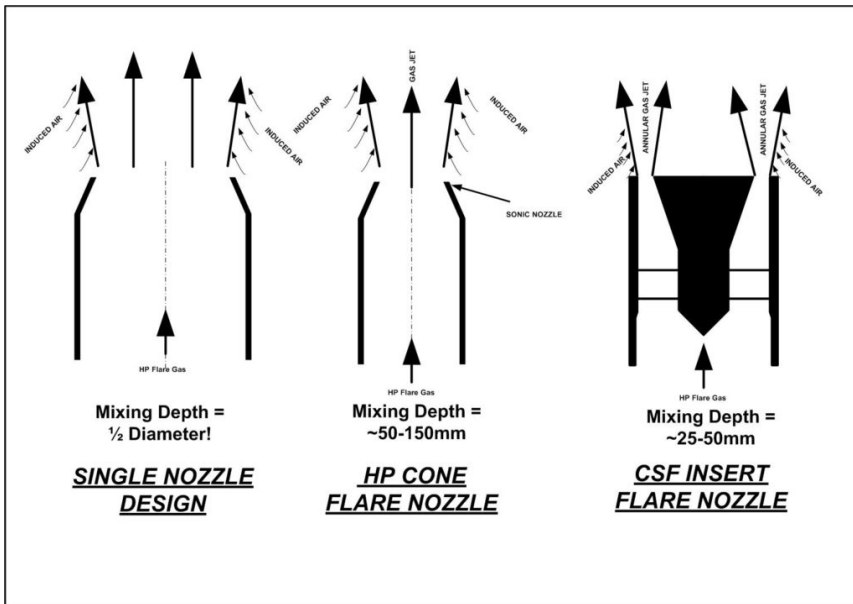 INDUCED AIR
INDUCED AIR
HP Flare Gas
Mixing Depth =
½ Diameter!
SINGLE NOZZLE
DESIGN
GAS JET
INDUCED AIR
INDUCED AIR
SONIC NOZZLE
HP Flare Gas
Mixing Depth =
~50-150mm
HP CONE
FLARE NOZZLE
ANNULAR GAS JET
ANNULAR GAS JET
INDUCED AIR
INDUCED AIR
HP Flare Gas
Mixing Depth =
~25-50mm
CSF INSERT
FLARE NOZZLE